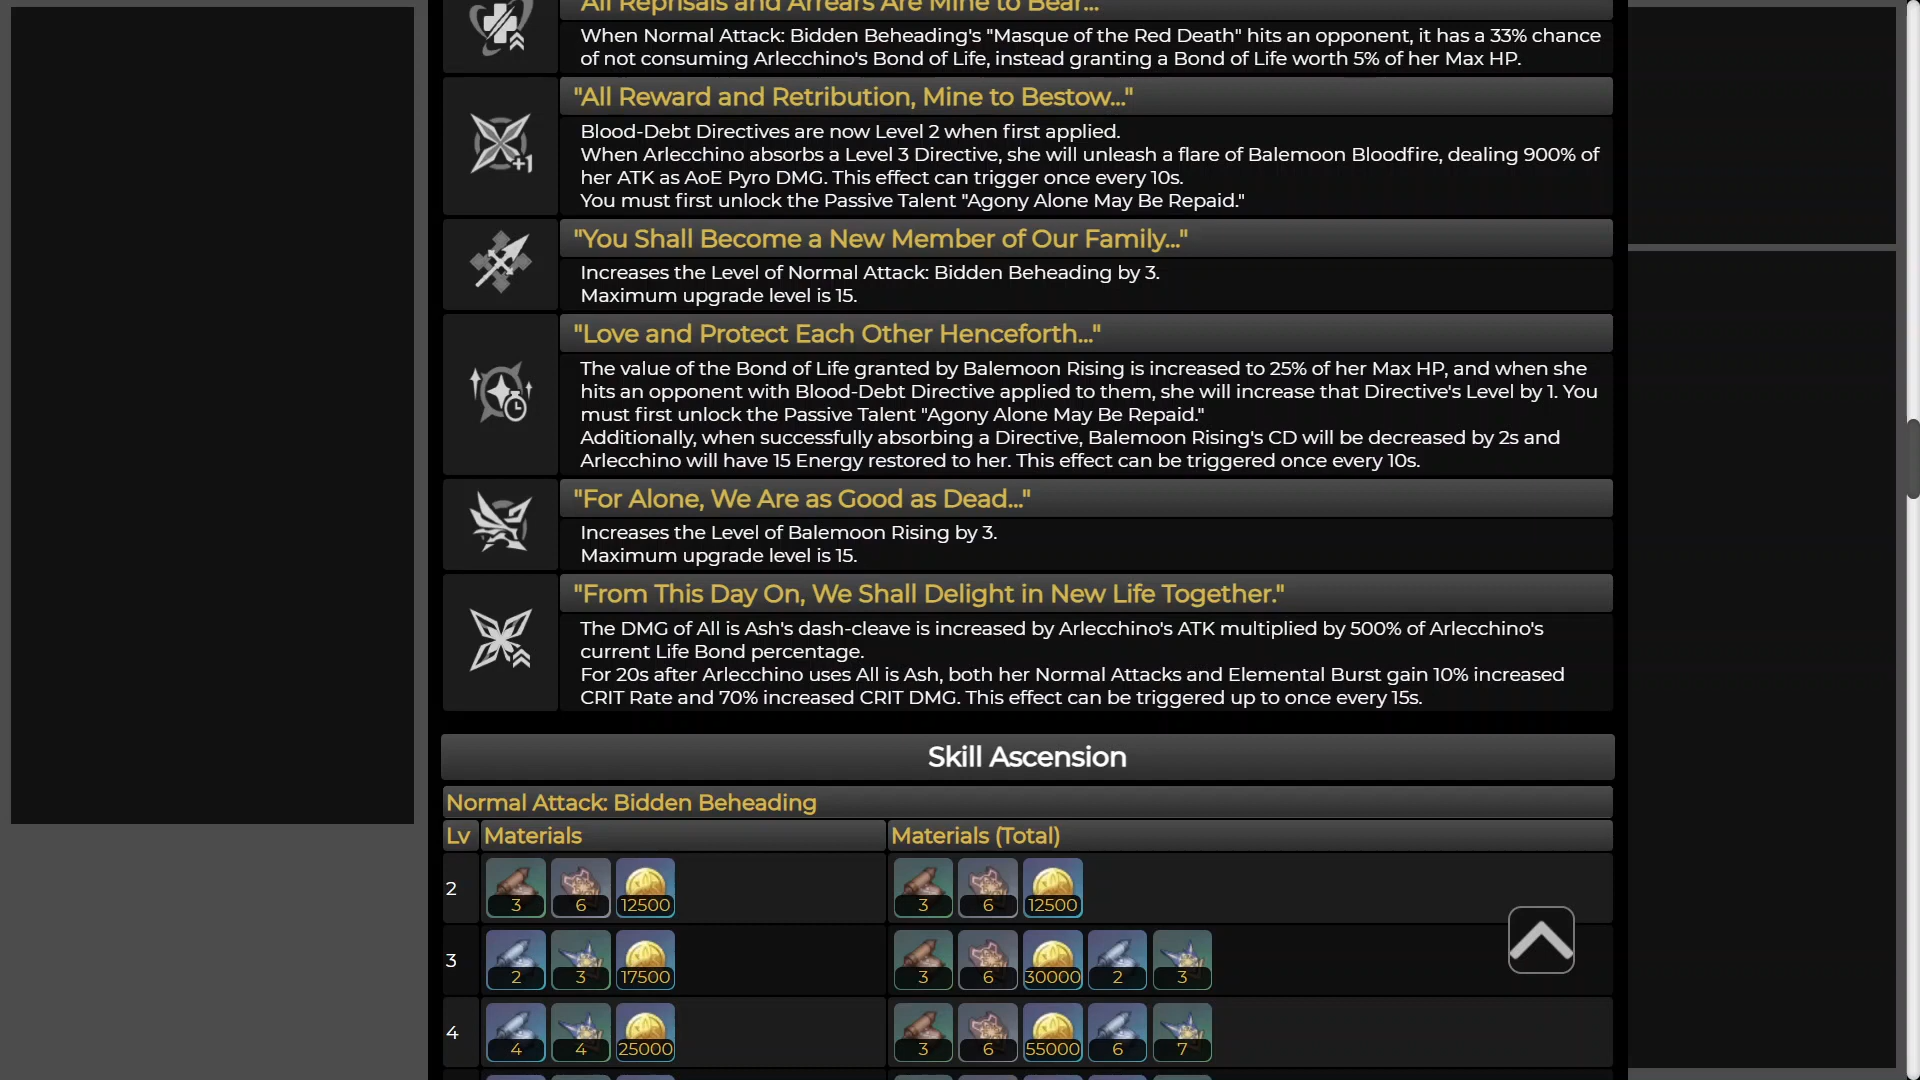 "All Reprisals and Arrears Are Mine to Bear..."
When Normal Attack: Bidden Beheading's "Masque of the Red Death" hits an opponent, it has a 33% chance
of not consuming Arlecchino's Bond of Life, instead granting a Bond of Life worth 5% of her Max HP.
"All Reward and Retribution, Mine to Bestow..."
+1
Blood-Debt Directives are now Level 2 when first applied.
When Arlecchino absorbs a Level 3 Directive, she will unleash a flare of Balemoon Bloodfire, dealing 900% of
her ATK as AoE Pyro DMG. This effect can trigger once every 10s.
You must first unlock the Passive Talent "Agony Alone May Be Repaid."
"You Shall Become a New Member of Our Family..."
Increases the Level of Normal Attack: Bidden Beheading by 3.
Maximum upgrade level is 15.
"Love and Protect Each Other Henceforth..."
The value of the Bond of Life granted by Balemoon Rising is increased to 25% of her Max HP, and when she
hits an opponent with Blood-Debt Directive applied to them, she will increase that Directive's Level by 1. You
must first unlock the Passive Talent "Agony Alone May Be Repaid."
Additionally, when successfully absorbing a Directive, Balemoon Rising's CD will be decreased by 2s and
Arlecchino will have 15 Energy restored to her. This effect can be triggered once every 10s.
"For Alone, We Are as Good as Dead..."
Increases the Level of Balemoon Rising by 3.
Maximum upgrade level is 15.
"From This Day On, We Shall Delight in New Life Together."
The DMG of All is Ash's dash-cleave is increased by Arlecchino's ATK multiplied by 500% of Arlecchino's
current Life Bond percentage.
For 20s after Arlecchino uses All is Ash, both her Normal Attacks and Elemental Burst gain 10% increased
CRIT Rate and 70% increased CRIT DMG. This effect can be triggered up to once every 15s.
Skill Ascension
Normal Attack: Bidden Beheading
Lv Materials Materials (Total)
2 3 6 12500 3 6 12500
3 2 3 17500 3 6 30000 2 3
4 4 4 25000 3 6 55000 6 7